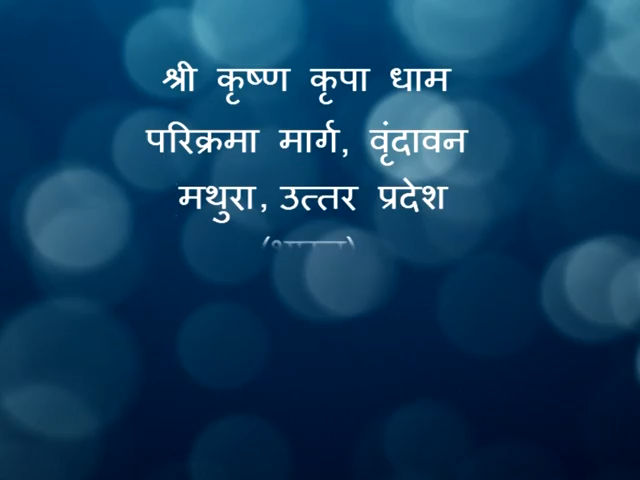 श्री कृष्ण कृपा धाम
परिक्रमा मार्ग, वृंदावन
मथुरा, उत्तर प्रदेश